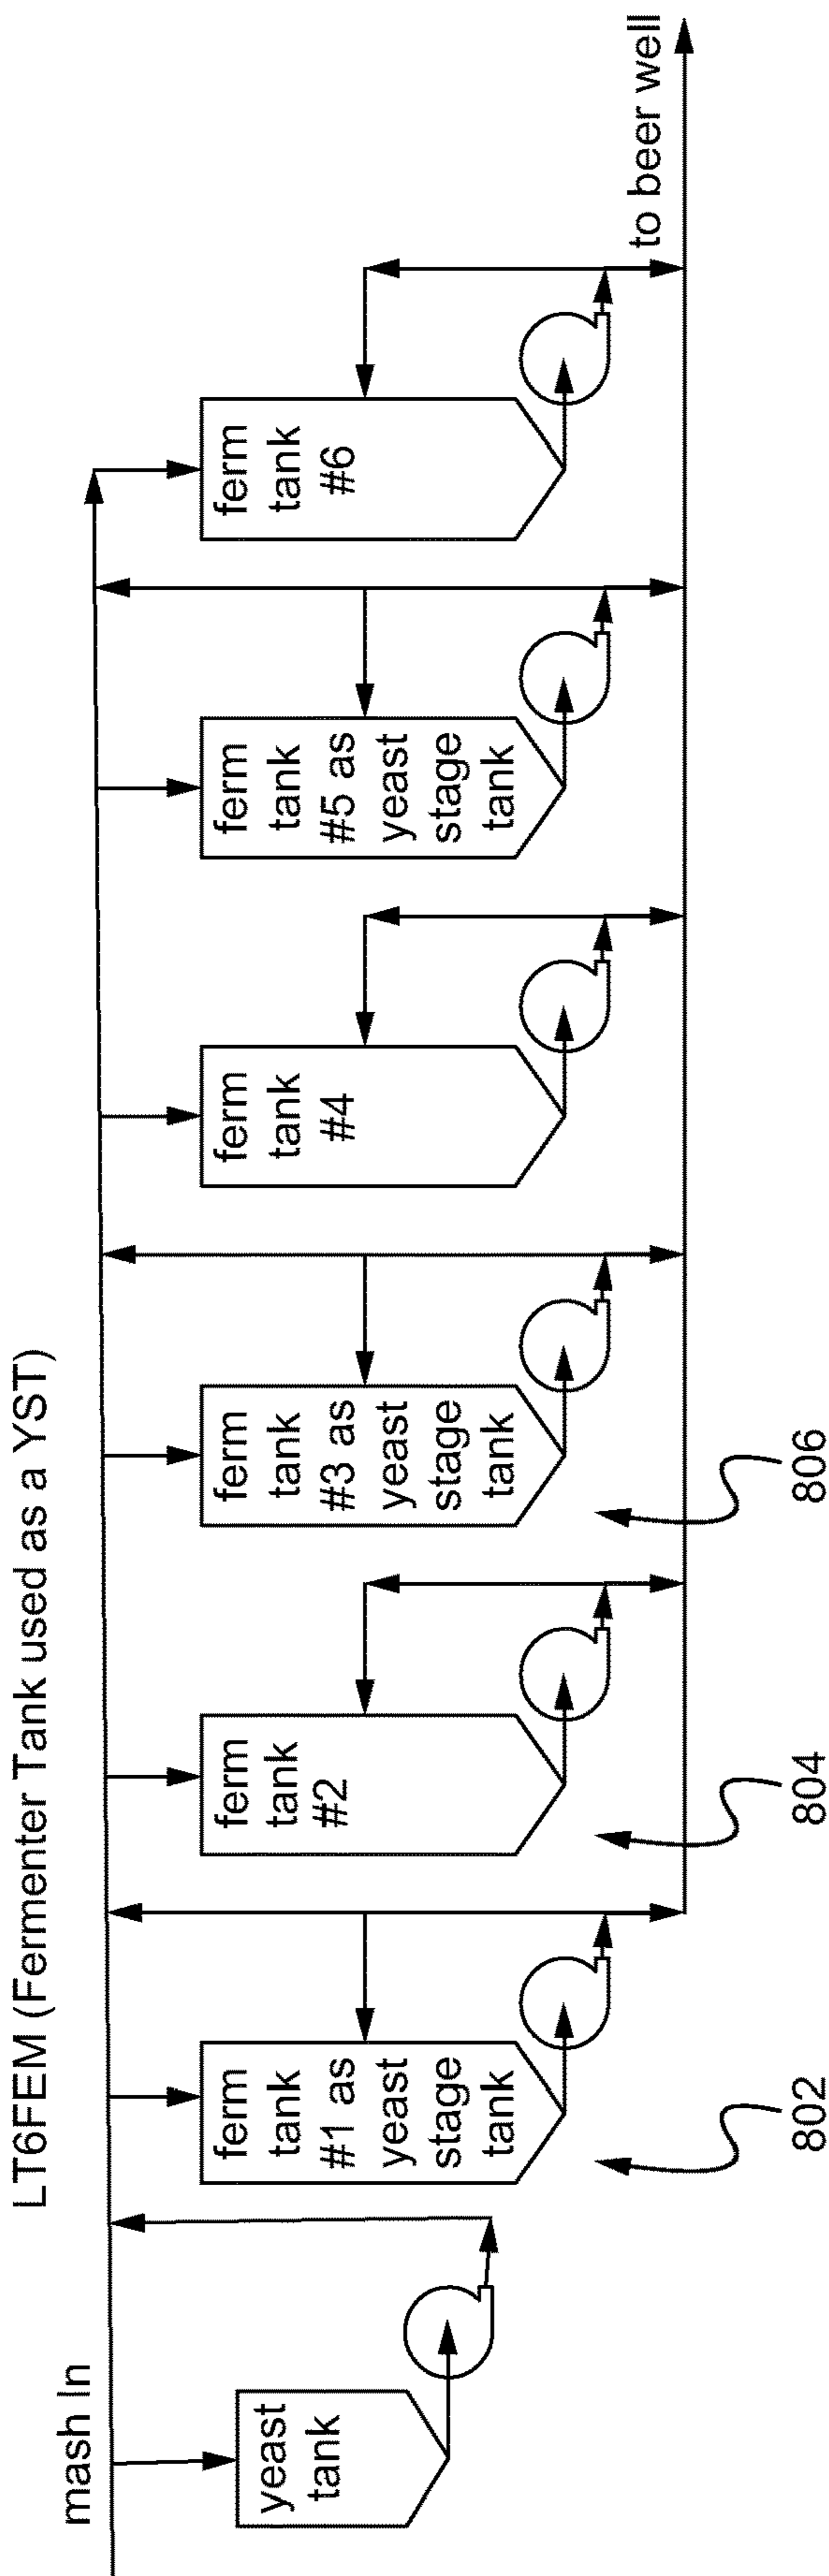 LT6FEM (Fermenter Tank used as a YST)
mash In
yeast
tank
ferm
tank
#1 as
yeast
stage
tank
ferm
tank
#2
ferm
tank
#3 as
yeast
stage
tank
ferm
tank
#4
ferm
tank
#5 as
yeast
stage
tank
ferm
tank
#6
to beer well
802
804
806